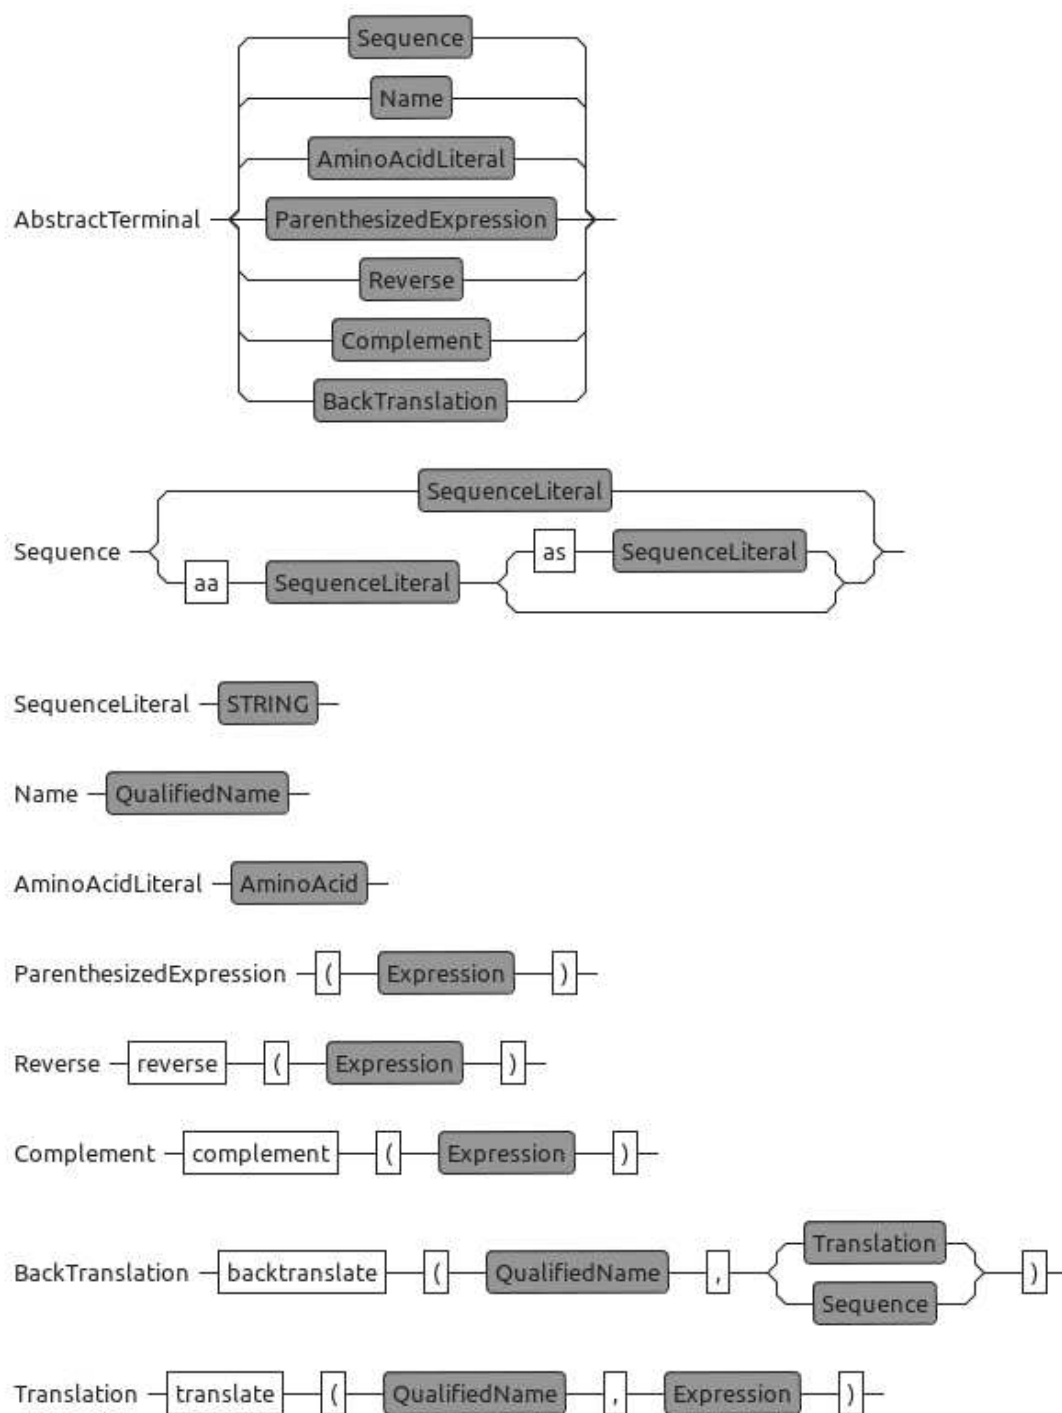 Sequence
Name
AminoAcidLiteral
AbstractTerminal ParenthesizedExpression
Reverse
Complement
BackTranslation
SequenceLiteral
Sequence as SequenceLiteral
aa SequenceLiteral
SequenceLiteral STRING
Name QualifiedName
AminoAcidLiteral AminoAcid
ParenthesizedExpression ( Expression )
Reverse reverse ( Expression )
Complement complement ( Expression )
Translation
BackTranslation backtranslate ( QualifiedName , )
Sequence
Translation translate ( QualifiedName , Expression )